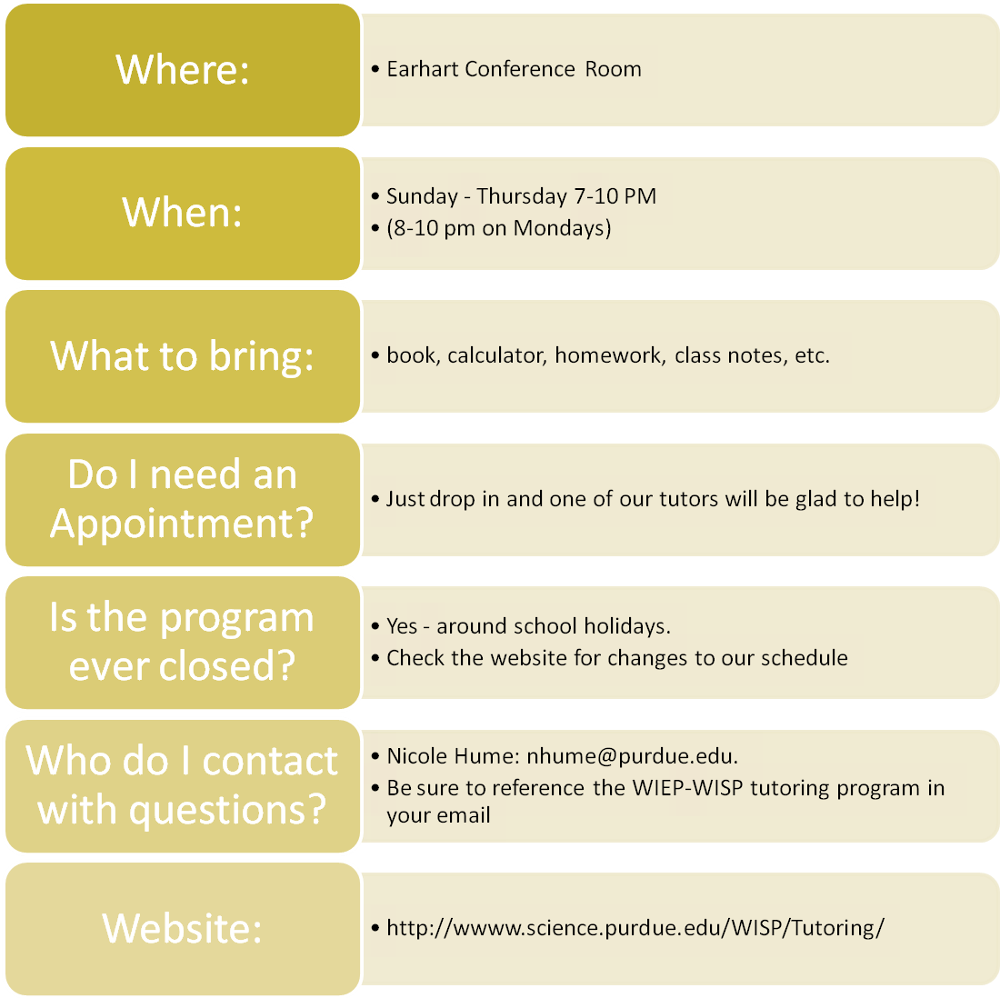 Where:
• Earhart Conference Room
When:
• Sunday - Thursday 7-10 PM
• (8-10 pm on Mondays)
What to bring:
• book, calculator, homework, class notes, etc.
Do I need an
Appointment?
• Just drop in and one of our tutors will be glad to help!
Is the program
ever closed?
• Yes - around school holidays.
• Check the website for changes to our schedule
Who do I contact
with questions?
• Nicole Hume: nhume@purdue.edu.
• Be sure to reference the WIEP-WISP tutoring program in
your email
Website:
• http://wwww.science.purdue.edu/WISP/Tutoring/